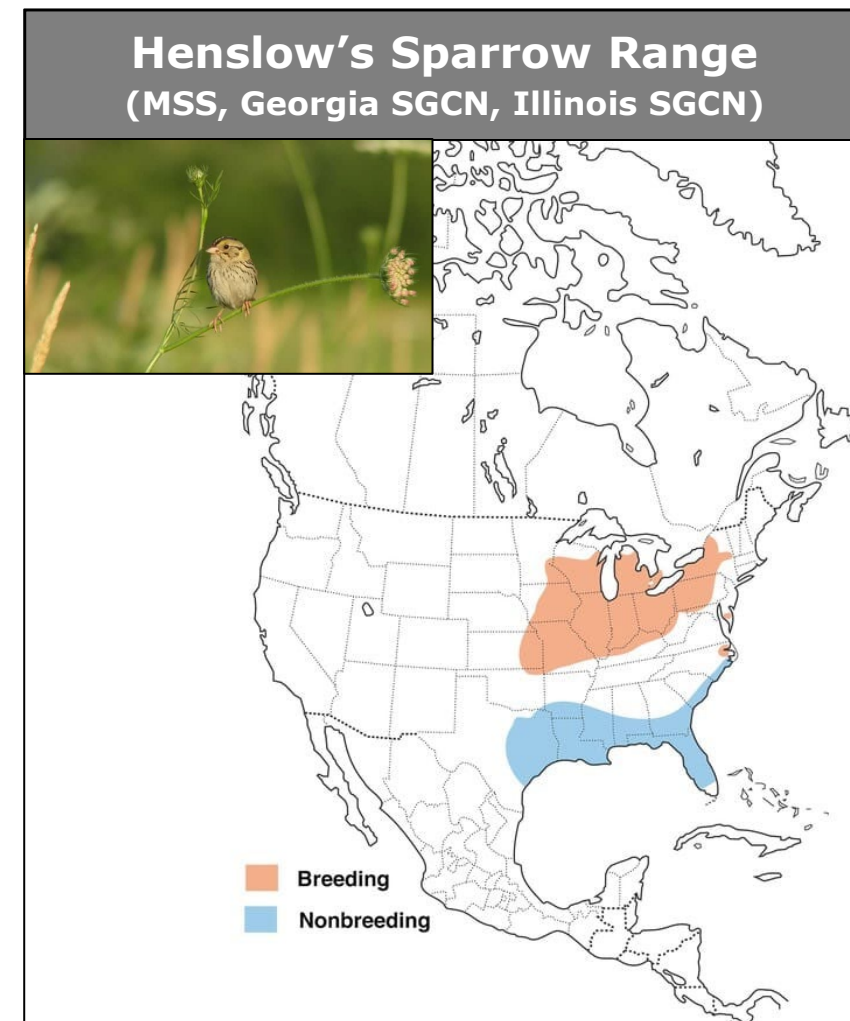 Henslow’s Sparrow Range
(MSS, Georgia SGCN, Illinois SGCN)
Breeding
Nonbreeding